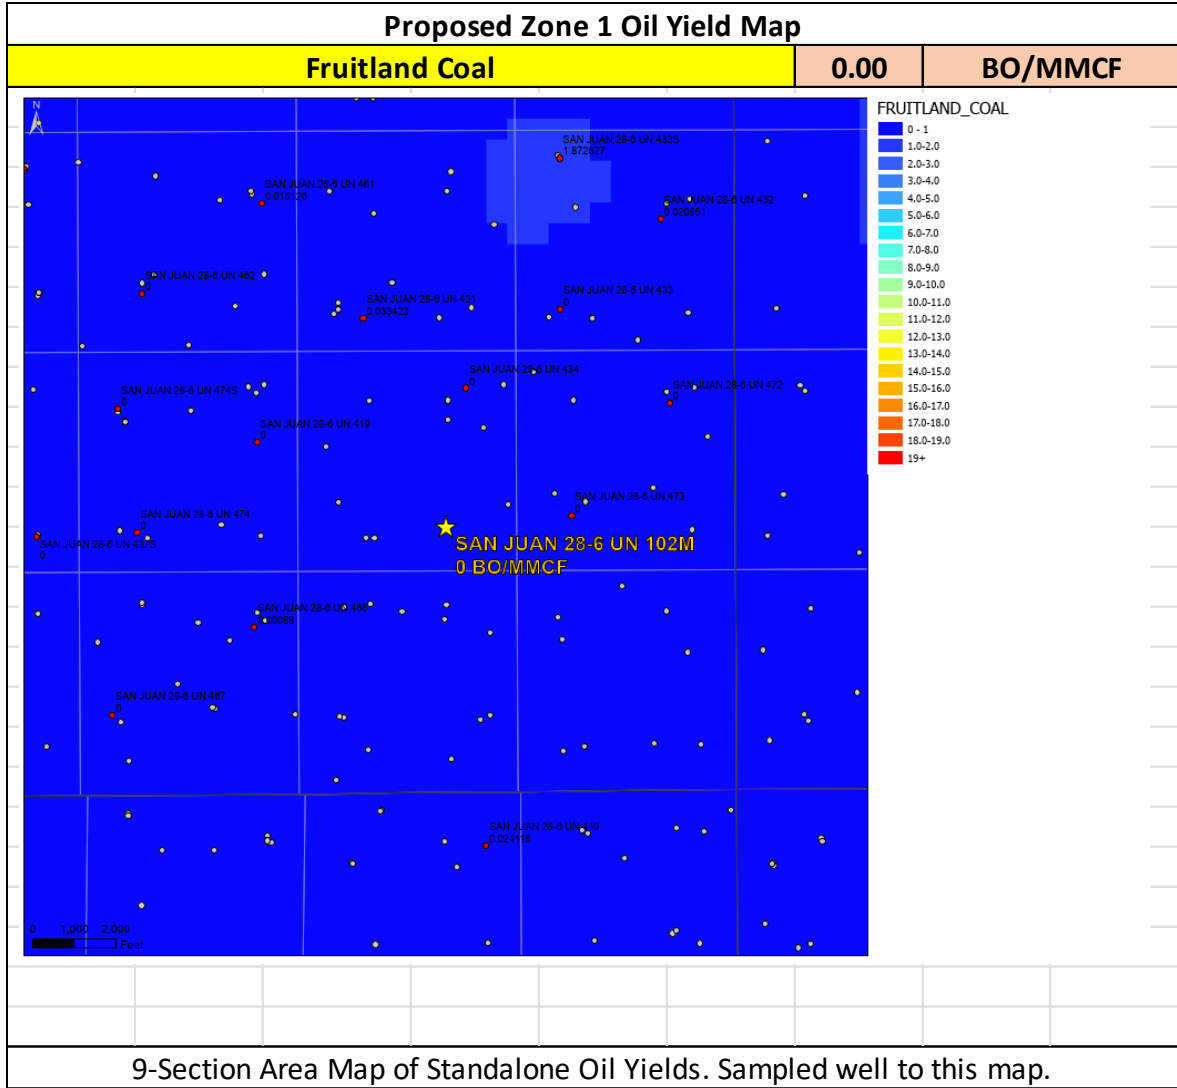 Proposed Zone 1 Oil Yield Map
Fruitland Coal 0.00 BO/MMCF
FRUITLAND_COAL
0 - 1
1.0-2.0
2.0-3.0
3.0-4.0
4.0-5.0
5.0-6.0
6.0-7.0
7.0-8.0
8.0-9.0
9.0-10.0
10.0-11.0
11.0-12.0
12.0-13.0
13.0-14.0
14.0-15.0
15.0-16.0
16.0-17.0
17.0-18.0
18.0-19.0
19+
N
SAN JUAN 28-6 UN 433S
1.872627
SAN JUAN 28-6 UN 461
0.010126
SAN JUAN 28-6 UN 432
0.020851
SAN JUAN 28-6 UN 462
0
SAN JUAN 28-6 UN 431
0.033423
SAN JUAN 28-6 UN 433
0
SAN JUAN 28-6 UN 434
0
SAN JUAN 28-6 UN 474S
0
SAN JUAN 28-6 UN 472
0
SAN JUAN 28-6 UN 419
0
SAN JUAN 28-6 UN 473
0
SAN JUAN 28-6 UN 474
0
SAN JUAN 28-6 UN 437S
0
SAN JUAN 28-6 UN 102M
0 BO/MMCF
SAN JUAN 28-6 UN 466
SAN JUAN 28-6 UN 467
0
SAN JUAN 28-6 UN 449
0.024118
0 1,000 2,000
Feet
9-Section Area Map of Standalone Oil Yields. Sampled well to this map.